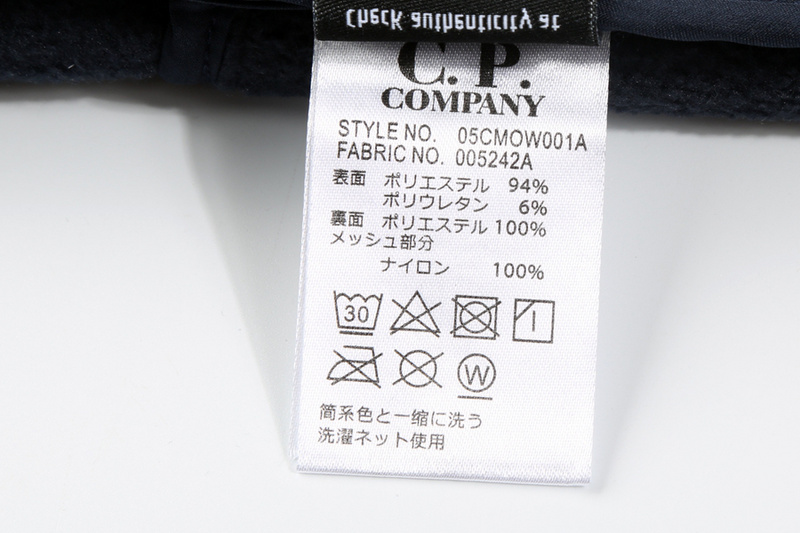 Check authenticity at
C. P.
COMPANY
STYLE NO. 05CMOW001A
FABRIC NO. 005242A
表面 ポリエステル 94%
ポリウレタン 6%
裏面 ポリエステル 100%
メッシュ部分
ナイロン 100%
30
W
简系色と一缩に洗う
洗濯ネット使用